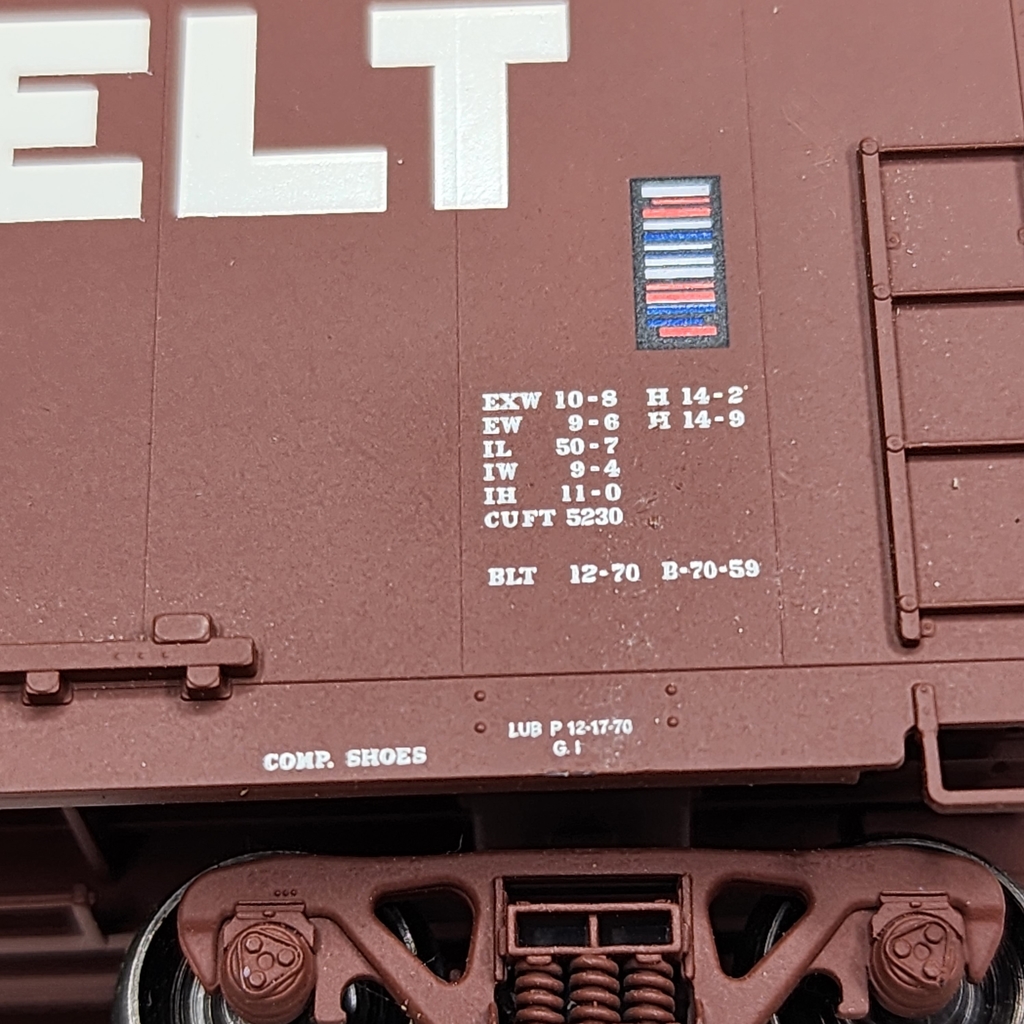 ELT
EXW 10-8 H 14-2
EW 9-6 H 14-9
IL 50-7
IW 9-4
IH 11-0
CUFT 5230
BLT 12-70 B-70-59
LUB P 12-17-70
G.I
COMP. SHOES